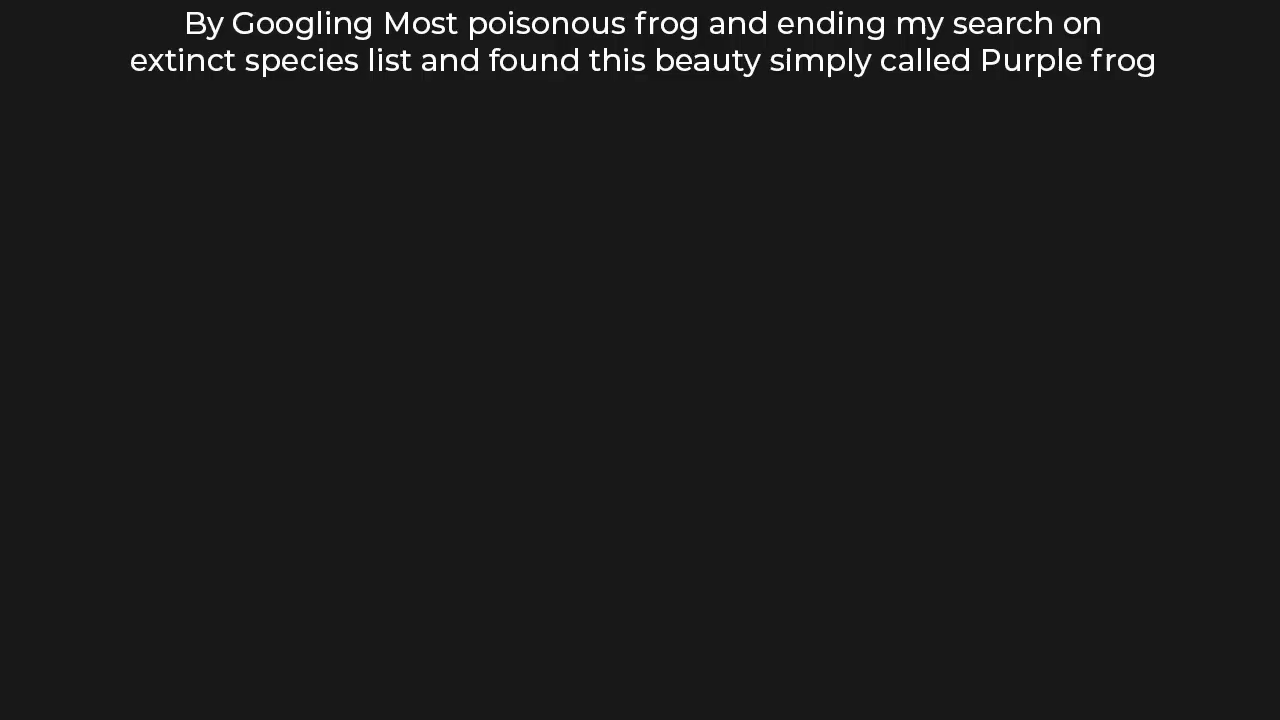 By Googling Most poisonous frog and ending my search on
extinct species list and found this beauty simply called Purple frog